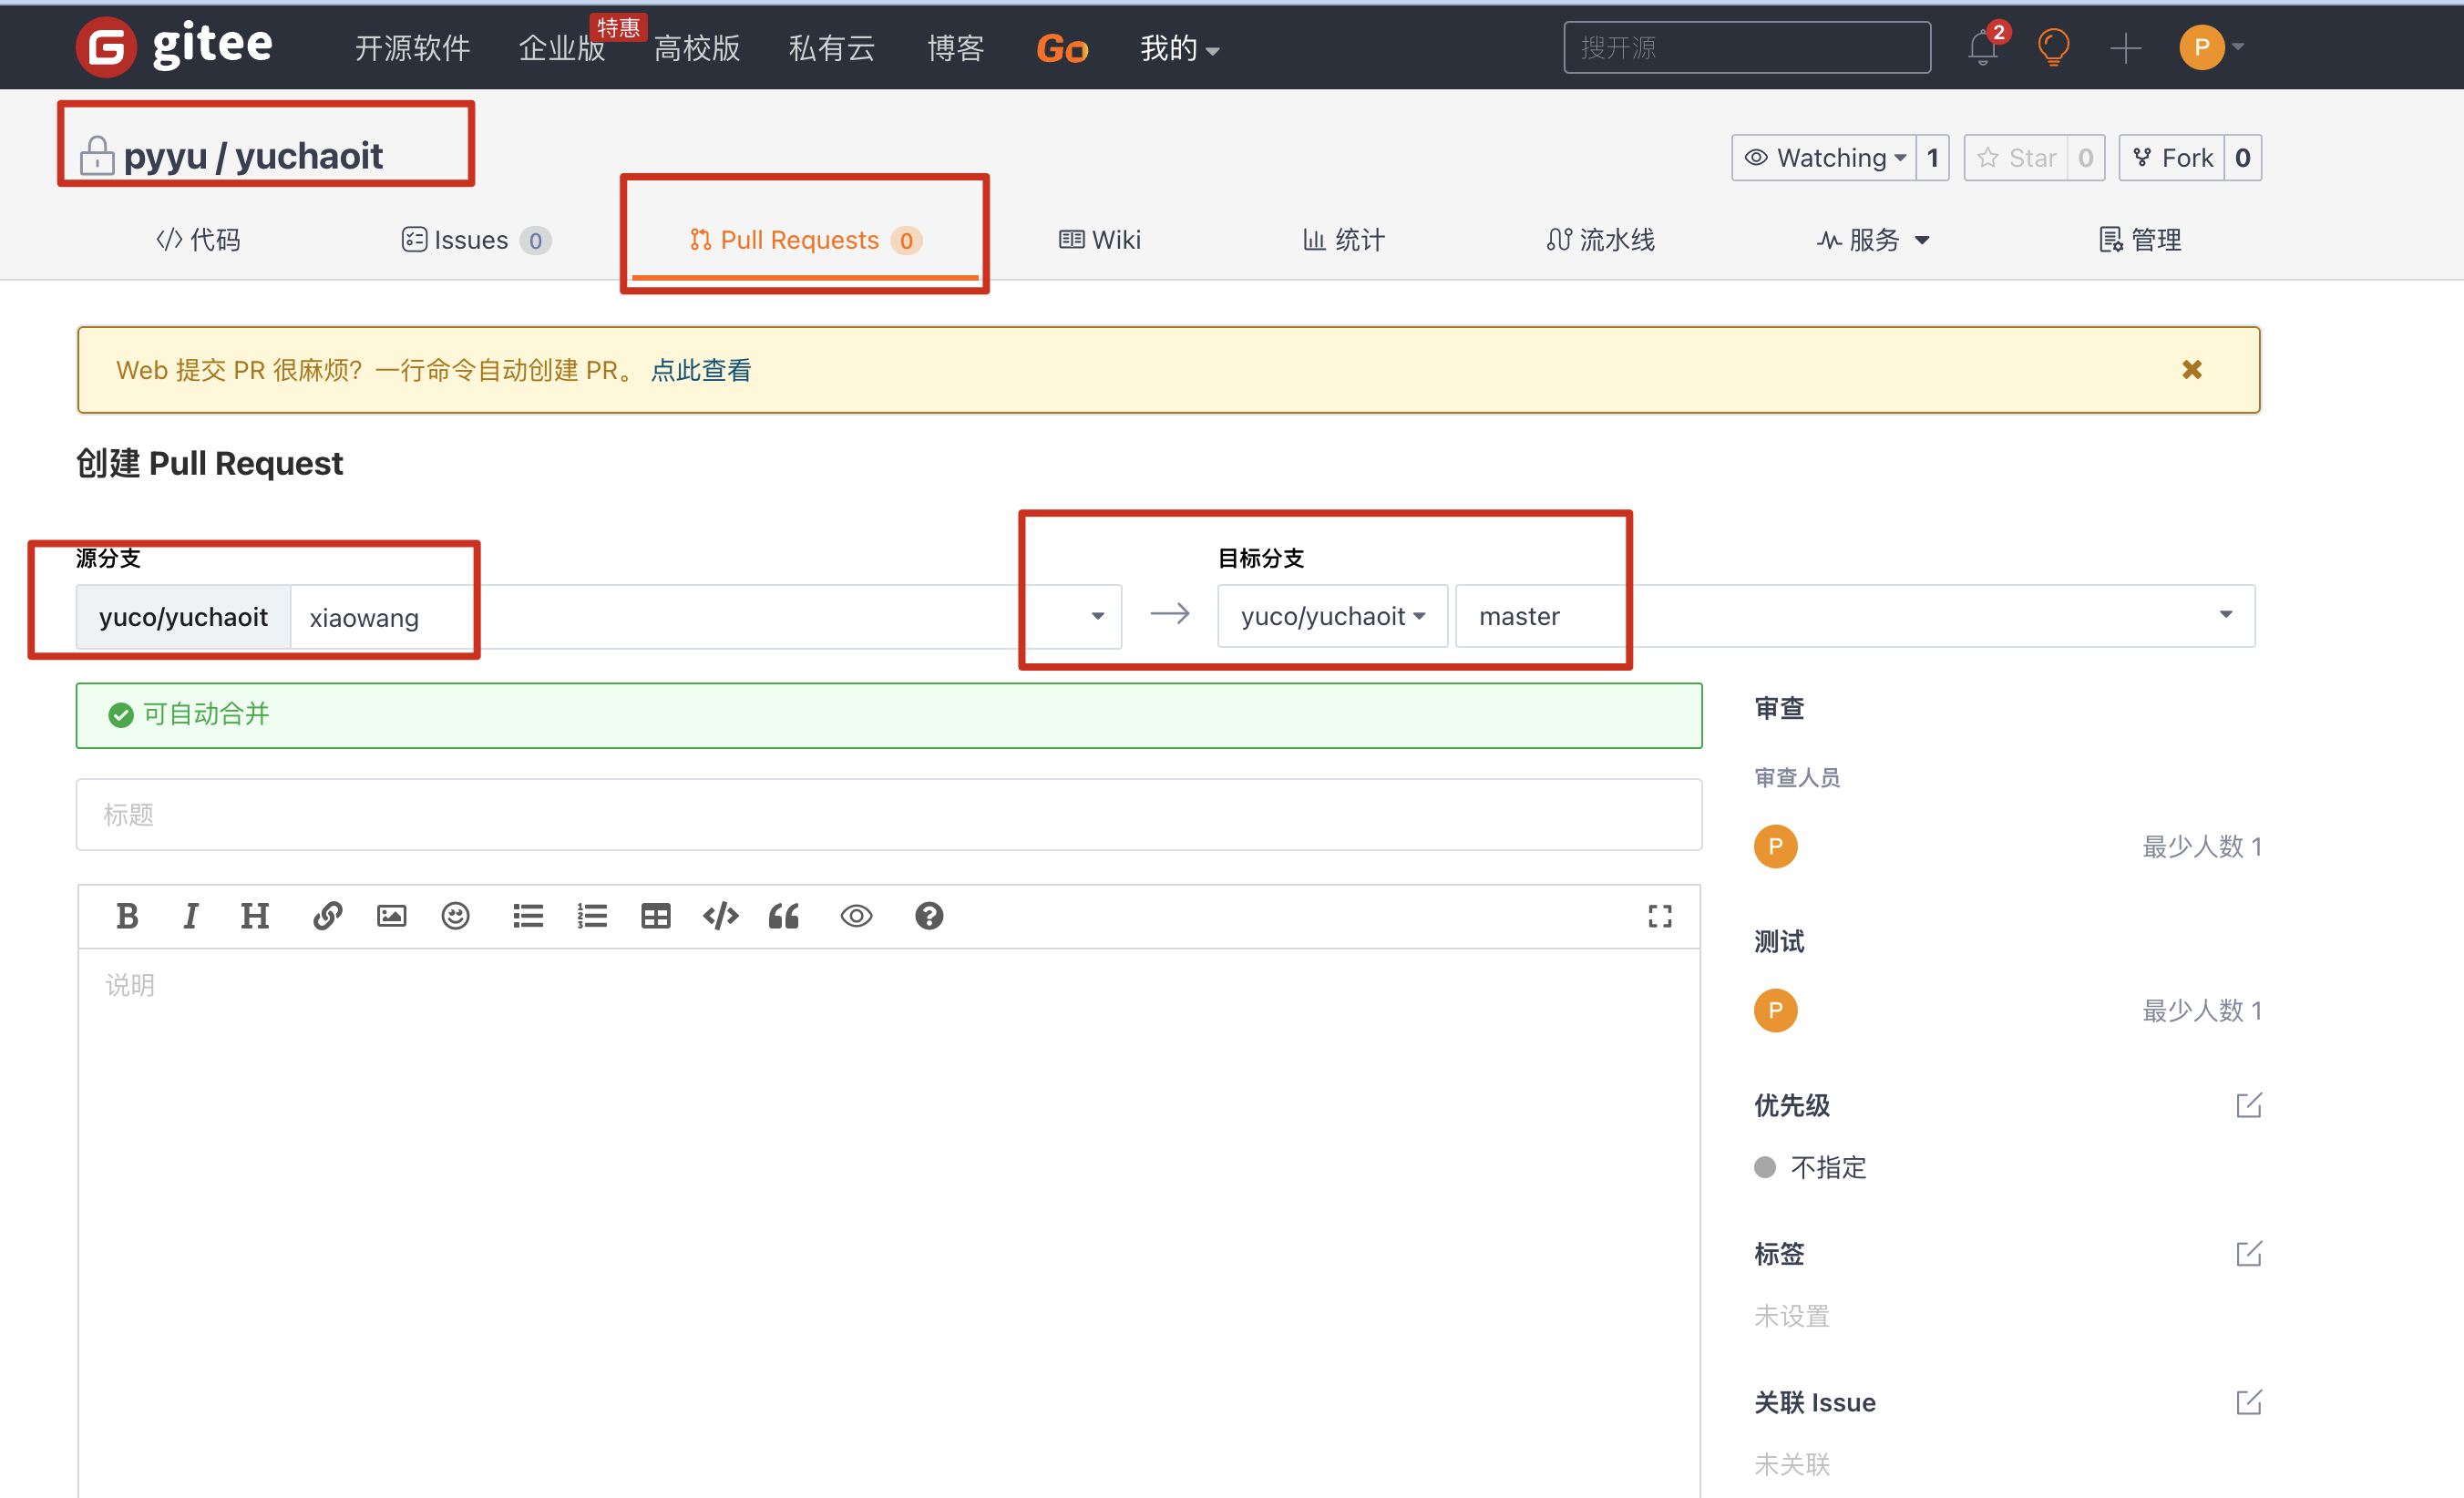 gitee 开源软件 企业版 特惠 高校版 私有云 博客 Go 我的 搜开源 2 P
pyyu / yuchaoit Watching 1 Star 0 Fork 0
代码 Issues 0 Pull Requests 0 Wiki 统计 流水线 服务 管理
Web 提交 PR 很麻烦？一行命令自动创建 PR。 点此查看
创建 Pull Request
源分支 目标分支
yuco/yuchaoit xiaowang yuco/yuchaoit master
可自动合并
标题
B I H
说明
审查
审查人员
P 最少人数 1
测试
P 最少人数 1
优先级
不指定
标签
未设置
关联 Issue
未关联